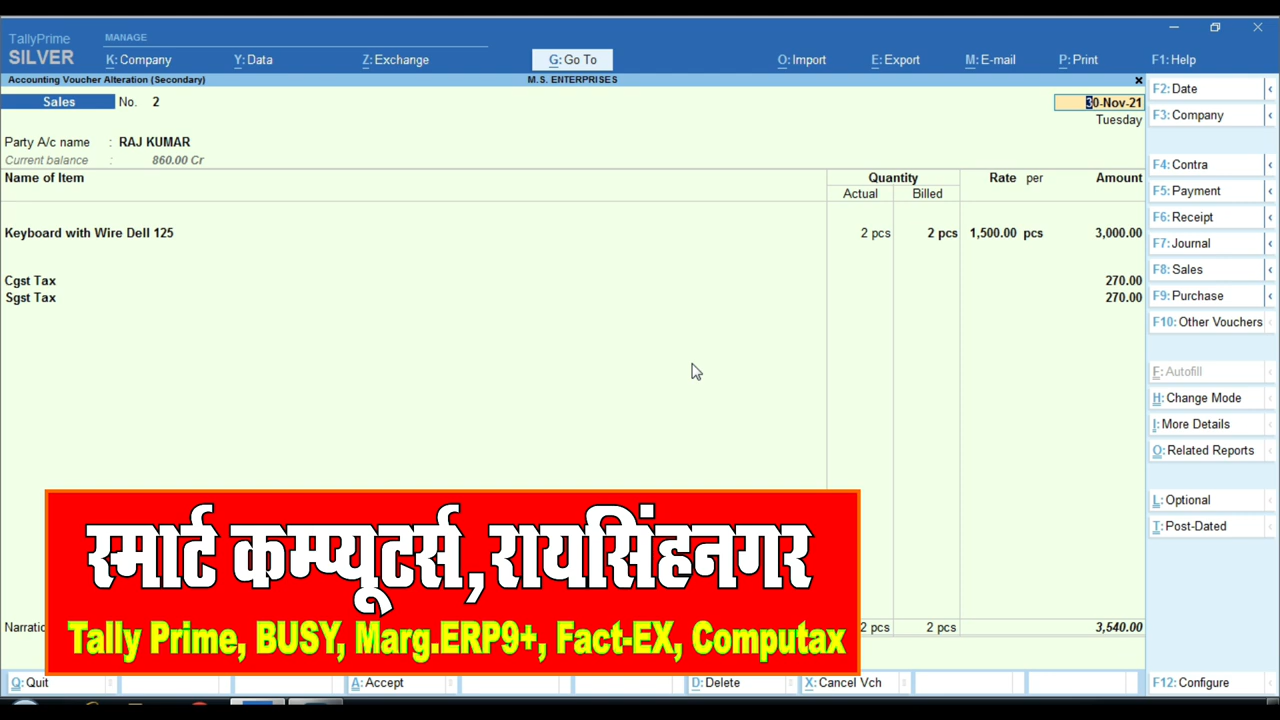 TallyPrime
MANAGE
SILVER
K: Company
Y: Data
Z: Exchange
G: Go To
O: Import
E: Export
M: E-mail
P: Print
F1: Help
Accounting Voucher Alteration (Secondary)
M.S. ENTERPRISES
Sales No. 2
30-Nov-21
Tuesday
Party A/c name : RAJ KUMAR
Current balance : 860.00 Cr
Name of Item
Quantity
Rate per
Amount
Actual
Billed
Keyboard with Wire Dell 125
2 pcs
2 pcs
1,500.00 pcs
3,000.00
Cgst Tax
270.00
Sgst Tax
270.00
2 pcs
2 pcs
3,540.00
स्मार्ट कम्प्यूटर्स,रायसिंहनगर
Tally Prime, BUSY, Marg.ERP9+, Fact-EX, Computax
Q: Quit
A: Accept
D: Delete
X: Cancel Vch
F2: Date
F3: Company
F4: Contra
F5: Payment
F6: Receipt
F7: Journal
F8: Sales
F9: Purchase
F10: Other Vouchers
F: Autofill
H: Change Mode
I: More Details
O: Related Reports
L: Optional
T: Post-Dated
F12: Configure